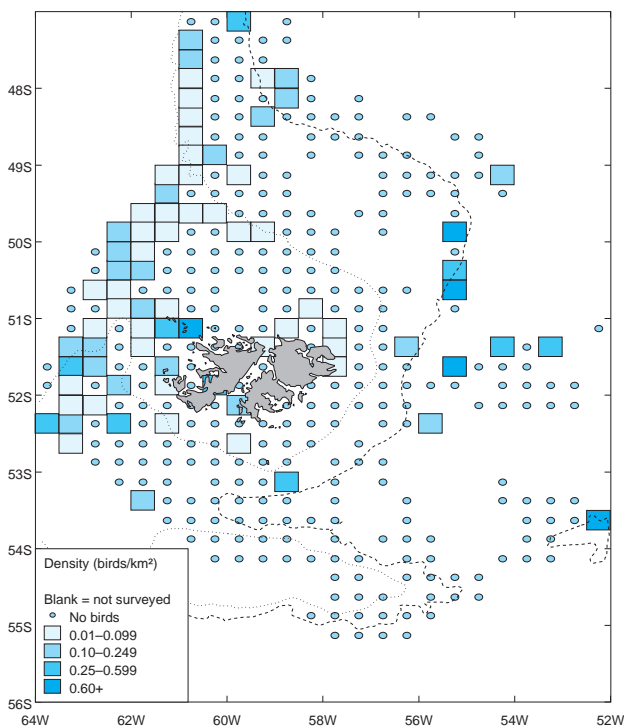 48S
49S
50S
51S
52S
53S
54S
55S
56S
Density (birds/km²)
Blank = not surveyed
No birds
0.01–0.099
0.10–0.249
0.25–0.599
0.60+
64W 62W 60W 58W 56W 54W 52W